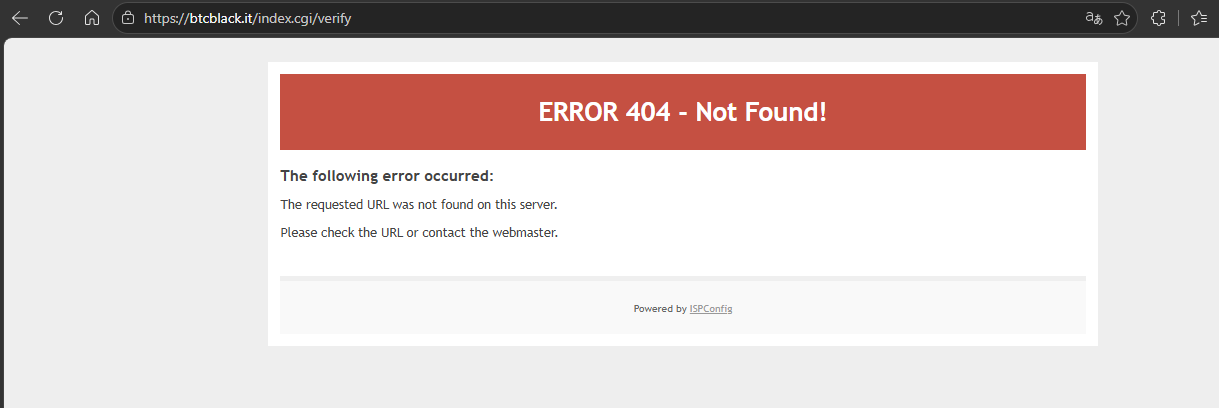 https://btcblack.it/index.cgi/verify
ERROR 404 - Not Found!
The following error occurred:
The requested URL was not found on this server.
Please check the URL or contact the webmaster.
Powered by ISPConfig